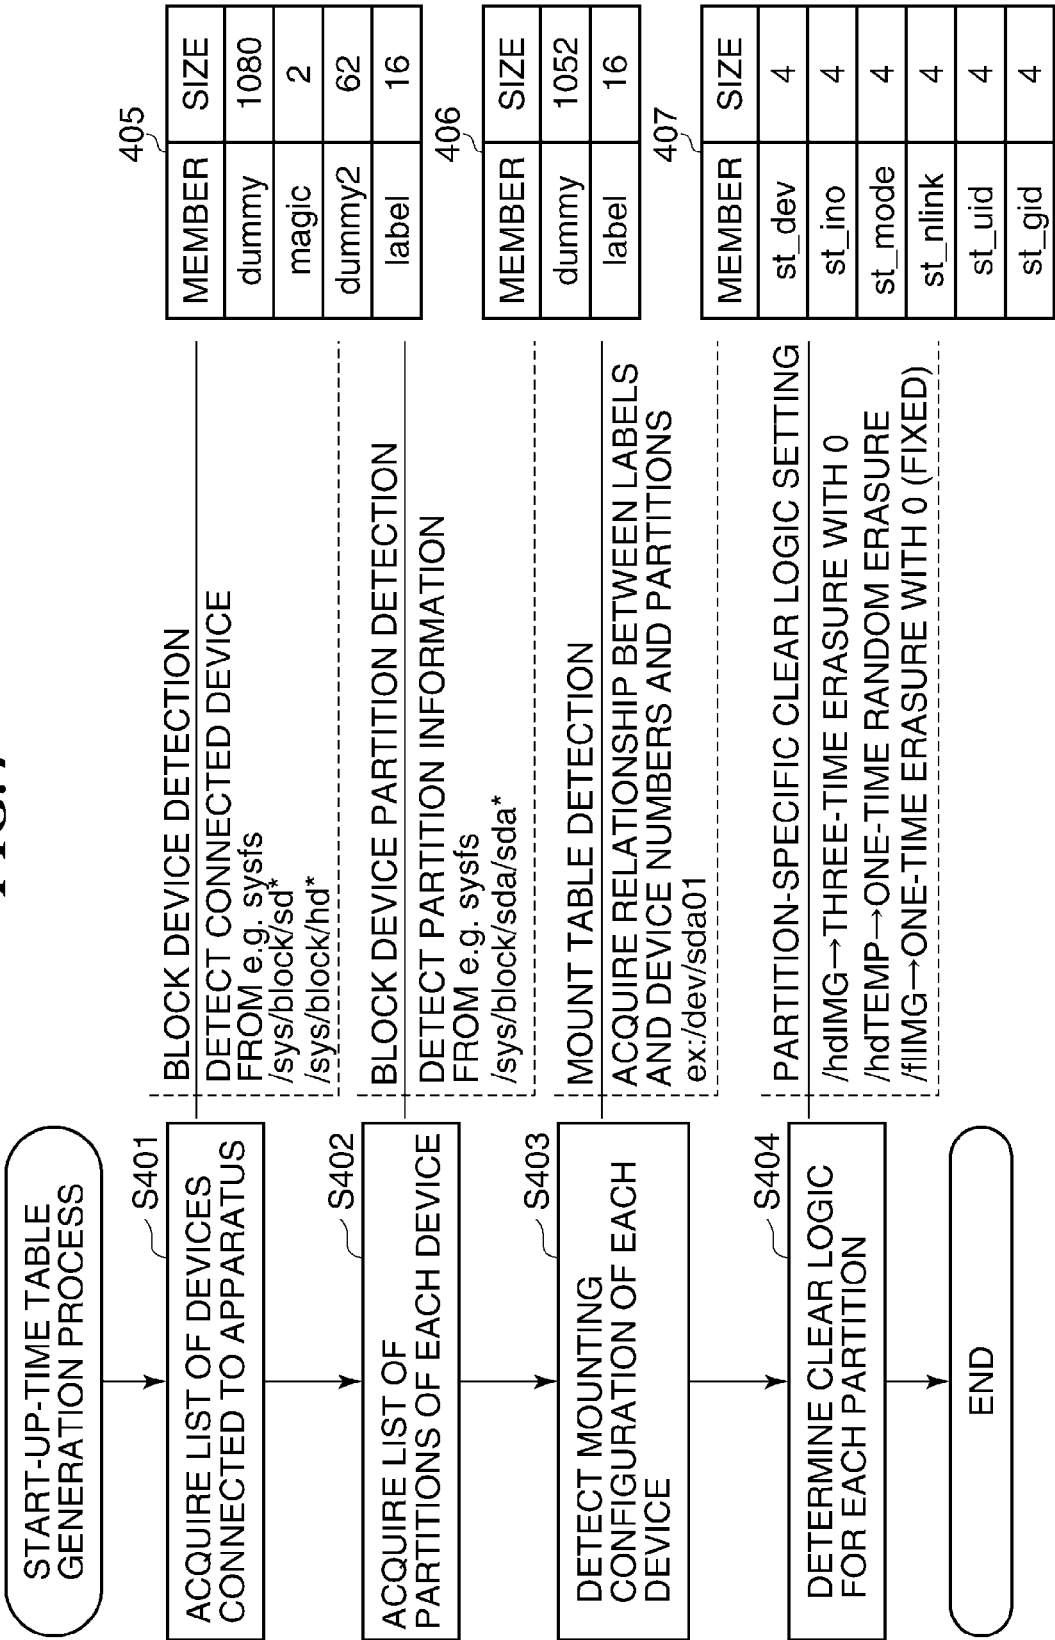 START-UP-TIME TABLE
GENERATION PROCESS
S401
ACQUIRE LIST OF DEVICES
CONNECTED TO APPARATUS
BLOCK DEVICE DETECTION
DETECT CONNECTED DEVICE
FROM e.g. sysfs
/sys/block/sd*
/sys/block/hd*
S402
ACQUIRE LIST OF
PARTITIONS OF EACH DEVICE
BLOCK DEVICE PARTITION DETECTION
DETECT PARTITION INFORMATION
FROM e.g. sysfs
/sys/block/sda/sda*
S403
DETECT MOUNTING
CONFIGURATION OF EACH
DEVICE
MOUNT TABLE DETECTION
ACQUIRE RELATIONSHIP BETWEEN LABELS
AND DEVICE NUMBERS AND PARTITIONS
ex:/dev/sda01
S404
DETERMINE CLEAR LOGIC
FOR EACH PARTITION
PARTITION-SPECIFIC CLEAR LOGIC SETTING
/hdIMG→THREE-TIME ERASURE WITH 0
/hdTEMP→ONE-TIME RANDOM ERASURE
/flIMG→ONE-TIME ERASURE WITH 0 (FIXED)
END
405
MEMBER SIZE
dummy 1080
magic 2
dummy2 62
label 16
406
MEMBER SIZE
dummy 1052
label 16
407
MEMBER SIZE
st_dev 4
st_ino 4
st_mode 4
st_nlink 4
st_uid 4
st_gid 4